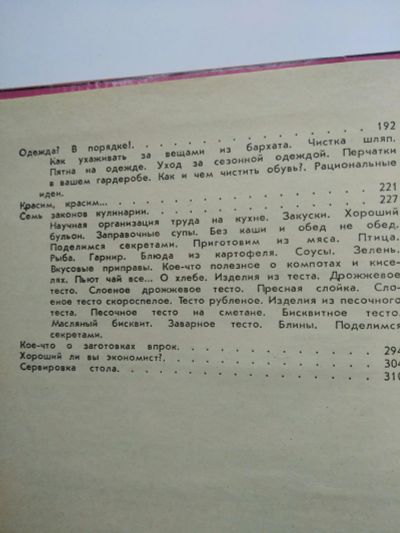 Одежда? В порядке!. . . . . . . . . . . . 192
Как ухаживать за вещами из бархата. Чистка шляп.
Пятна на одежде. Уход за сезонной одеждой. Перчатки
в вашем гардеробе. Как и чем чистить обувь?. Рациональные
идеи.
Красим, красим... . . . . . . . . . . . . 221
Семь законов кулинарии. . . . . . . . . . . 227
Научная организация труда на кухне. Закуски. Хороший
бульон. Заправочные супы. Без каши и обед не обед.
Поделимся секретами. Приготовим из мяса. Птица.
Рыба. Гарнир. Блюда из картофеля. Соусы. Зелень.
Вкусовые приправы. Кое-что полезное о компотах и кисе-
лях. Пьют чай все... О хлебе. Изделия из теста. Дрожжевое
тесто. Слоеное дрожжевое тесто. Пресная слойка. Сло-
еное тесто скороспелое. Тесто рубленое. Изделия из песочного
теста. Песочное тесто на сметане. Бисквитное тесто.
Масляный бисквит. Заварное тесто. Блины. Поделимся
секретами.
Кое-что о заготовках впрок. . . . . . . . . . 294
Хороший ли вы экономист?. . . . . . . . . . 304
Сервировка стола. . . . . . . . . . . . . 310